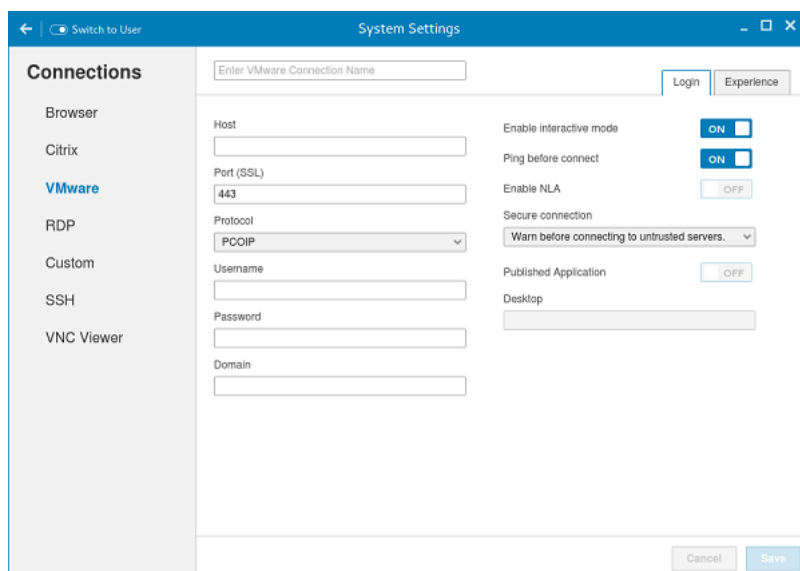 Switch to User
System Settings
Connections
Browser
Citrix
VMware
RDP
Custom
SSH
VNC Viewer
Enter VMware Connection Name
Login
Experience
Host
Port (SSL)
443
Protocol
PCOIP
Username
Password
Domain
Enable interactive mode
ON
Ping before connect
ON
Enable NLA
OFF
Secure connection
Warn before connecting to untrusted servers.
Published Application
OFF
Desktop
Cancel
Save